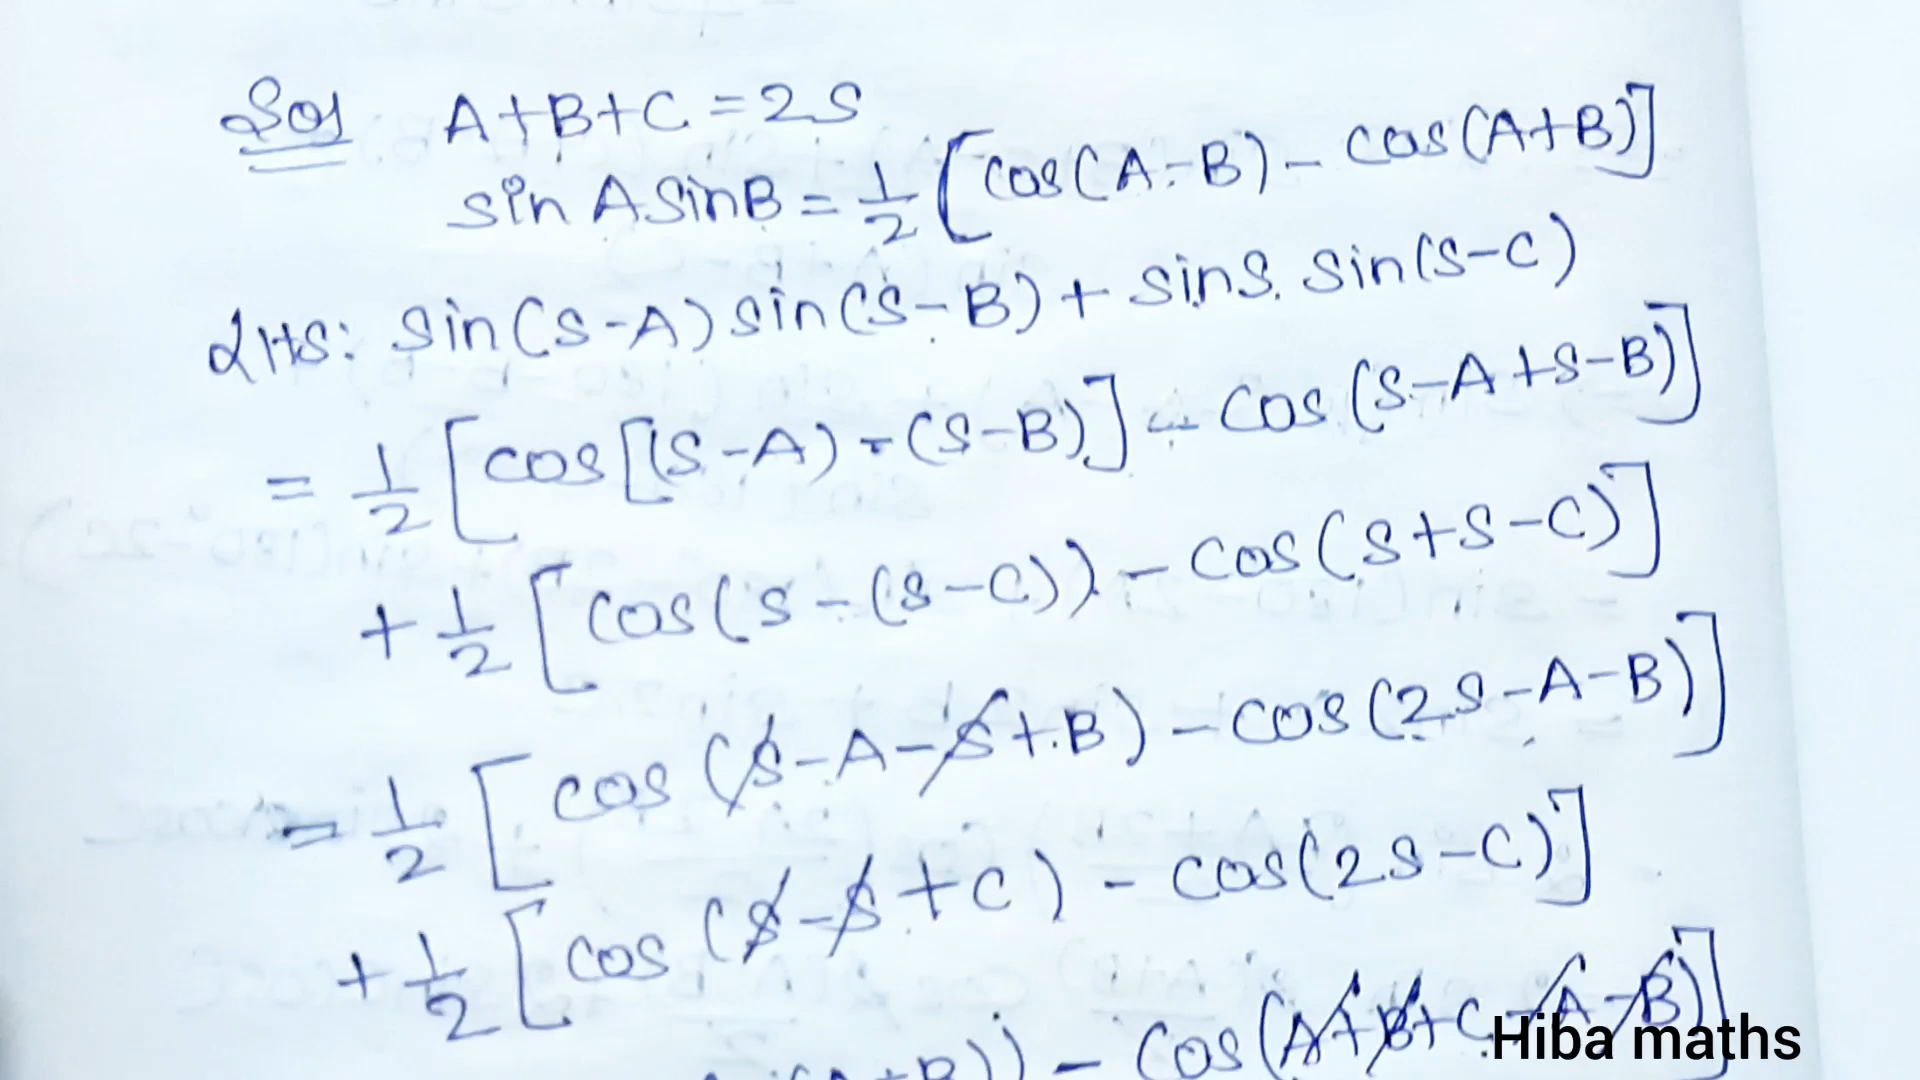 Sol A+B+C = 2S
sin A sin B = 1/2 [cos(A-B) - cos(A+B)]
LHS: sin(S-A) sin(S-B) + sin S. sin(S-C)
= 1/2 [cos[(S-A) - (S-B)] - cos(S-A+S-B)]
+ 1/2 [cos(S-(S-C)) - cos(S+S-C)]
= 1/2 [cos(S-A-S+B) - cos(2S-A-B)]
+ 1/2 [cos(S-S+C) - cos(2S-C)]
- cos(A+B+C-A-B)]
Hiba maths